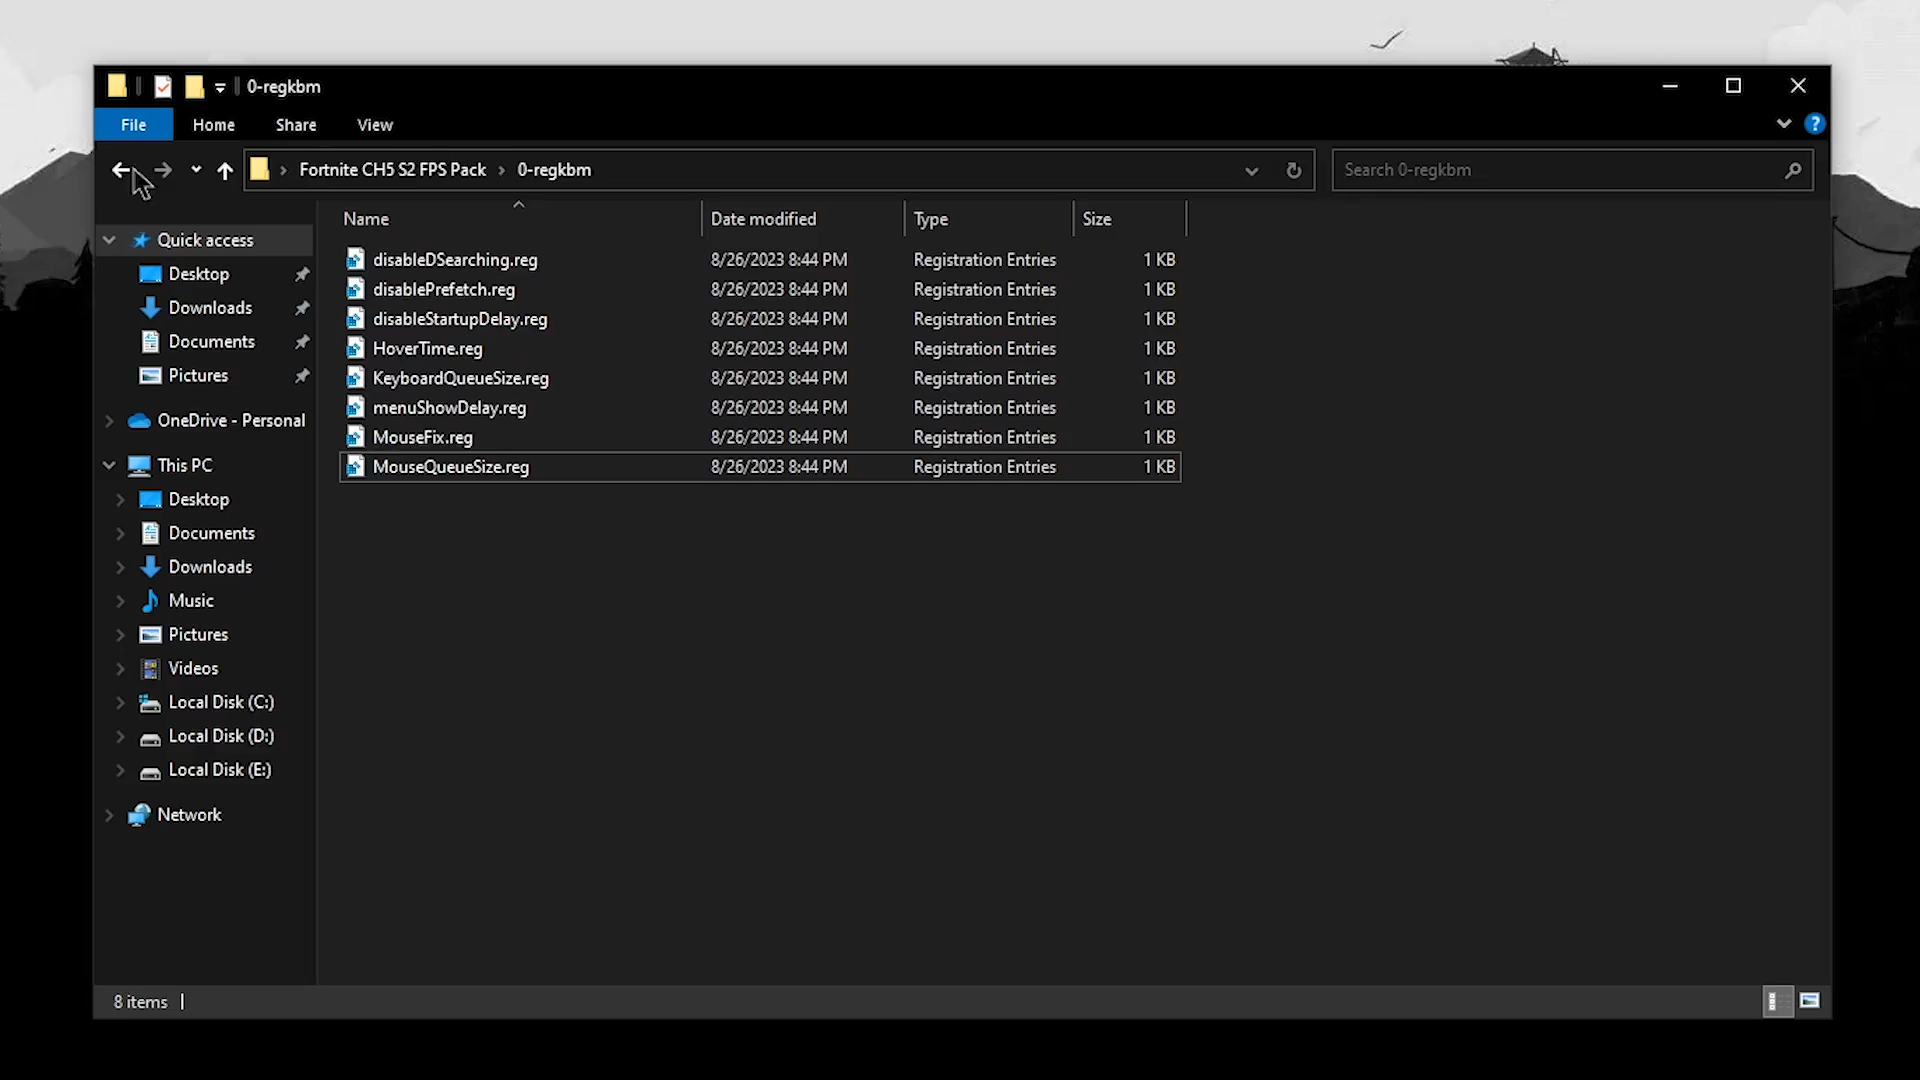 0-regkbm
File Home Share View
?
Fortnite CH5 S2 FPS Pack 0-regkbm
Search 0-regkbm
Name Date modified Type Size
Quick access
Desktop
Downloads
Documents
Pictures
OneDrive - Personal
This PC
Desktop
Documents
Downloads
Music
Pictures
Videos
Local Disk (C:)
Local Disk (D:)
Local Disk (E:)
Network
disableDSearching.reg 8/26/2023 8:44 PM Registration Entries 1 KB
disablePrefetch.reg 8/26/2023 8:44 PM Registration Entries 1 KB
disableStartupDelay.reg 8/26/2023 8:44 PM Registration Entries 1 KB
HoverTime.reg 8/26/2023 8:44 PM Registration Entries 1 KB
KeyboardQueueSize.reg 8/26/2023 8:44 PM Registration Entries 1 KB
menuShowDelay.reg 8/26/2023 8:44 PM Registration Entries 1 KB
MouseFix.reg 8/26/2023 8:44 PM Registration Entries 1 KB
MouseQueueSize.reg 8/26/2023 8:44 PM Registration Entries 1 KB
8 items